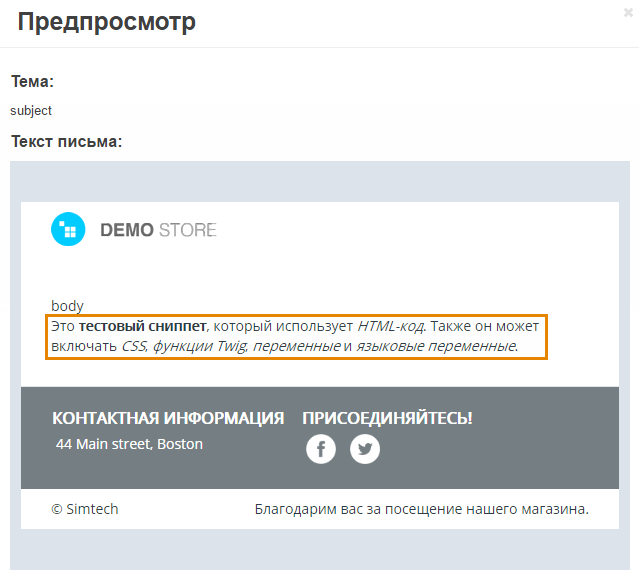 Предпросмотр
Тема:
subject
Текст письма:
DEMO STORE
body
Это тестовый сниппет, который использует HTML-код. Также он может
включать CSS, функции Twig, переменные и языковые переменные.
КОНТАКТНАЯ ИНФОРМАЦИЯ ПРИСОЕДИНЯЙТЕСЬ!
44 Main street, Boston
© Simtech Благодарим вас за посещение нашего магазина.